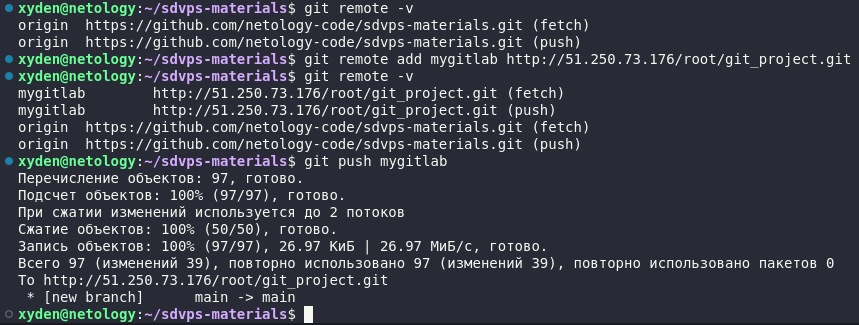 xyden@netology:~/sdvps-materials$ git remote -v
origin  https://github.com/netology-code/sdvps-materials.git (fetch)
origin  https://github.com/netology-code/sdvps-materials.git (push)
xyden@netology:~/sdvps-materials$ git remote add mygitlab http://51.250.73.176/root/git_project.git
xyden@netology:~/sdvps-materials$ git remote -v
mygitlab        http://51.250.73.176/root/git_project.git (fetch)
mygitlab        http://51.250.73.176/root/git_project.git (push)
origin  https://github.com/netology-code/sdvps-materials.git (fetch)
origin  https://github.com/netology-code/sdvps-materials.git (push)
xyden@netology:~/sdvps-materials$ git push mygitlab
Перечисление объектов: 97, готово.
Подсчет объектов: 100% (97/97), готово.
При сжатии изменений используется до 2 потоков
Сжатие объектов: 100% (50/50), готово.
Запись объектов: 100% (97/97), 26.97 КиБ | 26.97 МиБ/с, готово.
Всего 97 (изменений 39), повторно использовано 97 (изменений 39), повторно использовано пакетов 0
To http://51.250.73.176/root/git_project.git
 * [new branch]      main -> main
xyden@netology:~/sdvps-materials$